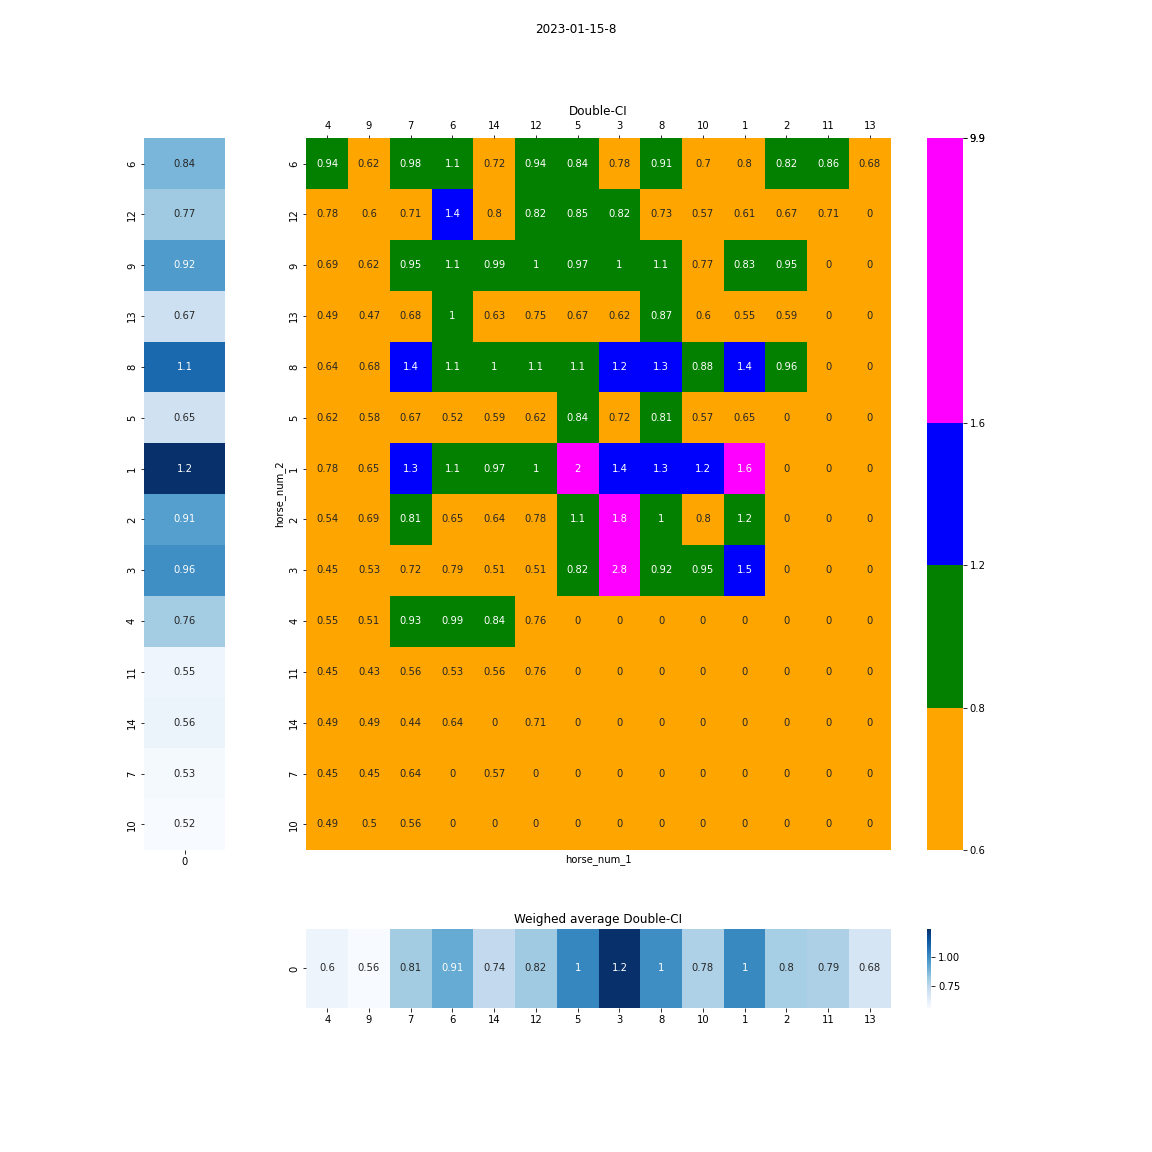 2023-01-15-8
Double-CI
4 9 7 6 14 12 5 3 8 10 1 2 11 13
9.9
6 0.84 6 0.94 0.62 0.98 1.1 0.72 0.94 0.84 0.78 0.91 0.7 0.8 0.82 0.86 0.68
12 0.77 12 0.78 0.6 0.71 1.4 0.8 0.82 0.85 0.82 0.73 0.57 0.61 0.67 0.71 0
9 0.92 9 0.69 0.62 0.95 1.1 0.99 1 0.97 1 1.1 0.77 0.83 0.95 0 0
13 0.67 13 0.49 0.47 0.68 1 0.63 0.75 0.67 0.62 0.87 0.6 0.55 0.59 0 0
8 1.1 8 0.64 0.68 1.4 1.1 1 1.1 1.1 1.2 1.3 0.88 1.4 0.96 0 0
5 0.65 5 0.62 0.58 0.67 0.52 0.59 0.62 0.84 0.72 0.81 0.57 0.65 0 0 0
1 1.2 1 0.78 0.65 1.3 1.1 0.97 1 2 1.4 1.3 1.2 1.6 0 0 0
2 0.91 2 0.54 0.69 0.81 0.65 0.64 0.78 1.1 1.8 1 0.8 1.2 0 0 0
3 0.96 3 0.45 0.53 0.72 0.79 0.51 0.51 0.82 2.8 0.92 0.95 1.5 0 0 0
4 0.76 4 0.55 0.51 0.93 0.99 0.84 0.76 0 0 0 0 0 0 0 0
11 0.55 11 0.45 0.43 0.56 0.53 0.56 0.76 0 0 0 0 0 0 0 0
14 0.56 14 0.49 0.49 0.44 0.64 0 0.71 0 0 0 0 0 0 0 0
7 0.53 7 0.45 0.45 0.64 0 0.57 0 0 0 0 0 0 0 0 0
10 0.52 10 0.49 0.5 0.56 0 0 0 0 0 0 0 0 0 0 0
horse_num_2
1.6
1.2
0.8
0.6
0
horse_num_1
Weighed average Double-CI
0 0.6 0.56 0.81 0.91 0.74 0.82 1 1.2 1 0.78 1 0.8 0.79 0.68
1.00
0.75
4 9 7 6 14 12 5 3 8 10 1 2 11 13